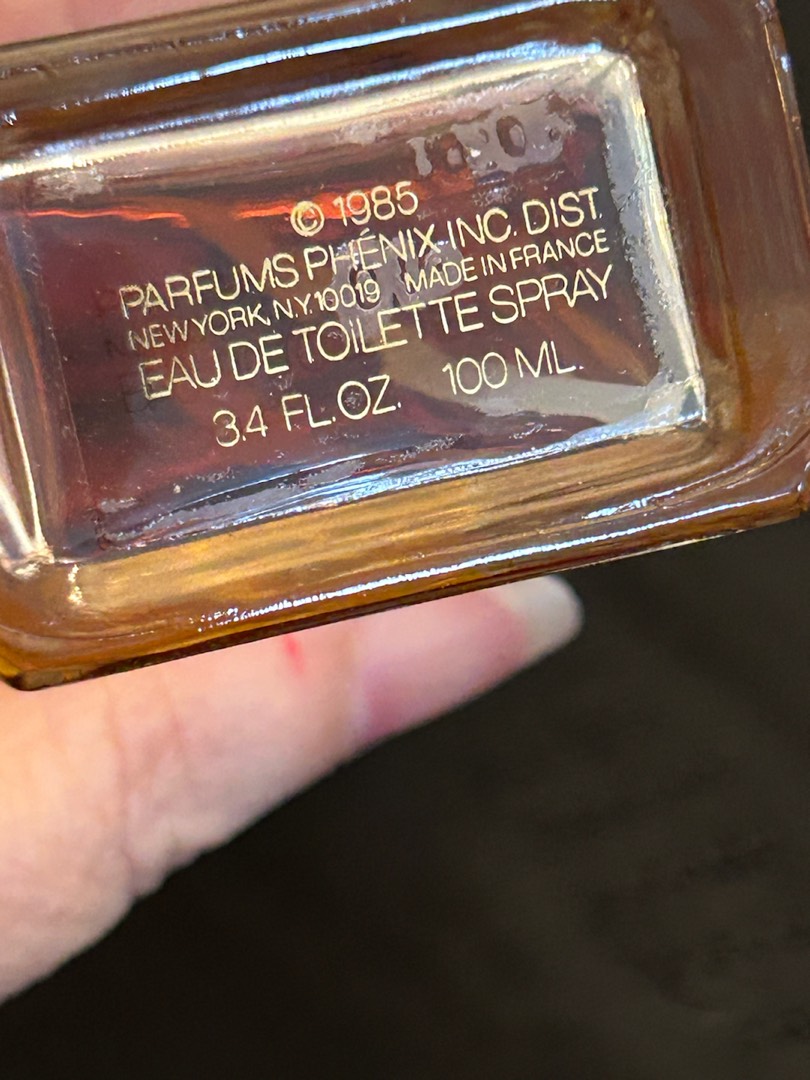 © 1985
PARFUMS PHÉNIX INC. DIST.
NEW YORK, N.Y. 10019 MADE IN FRANCE
EAU DE TOILETTE SPRAY
3.4 FL. OZ. 100 ML.